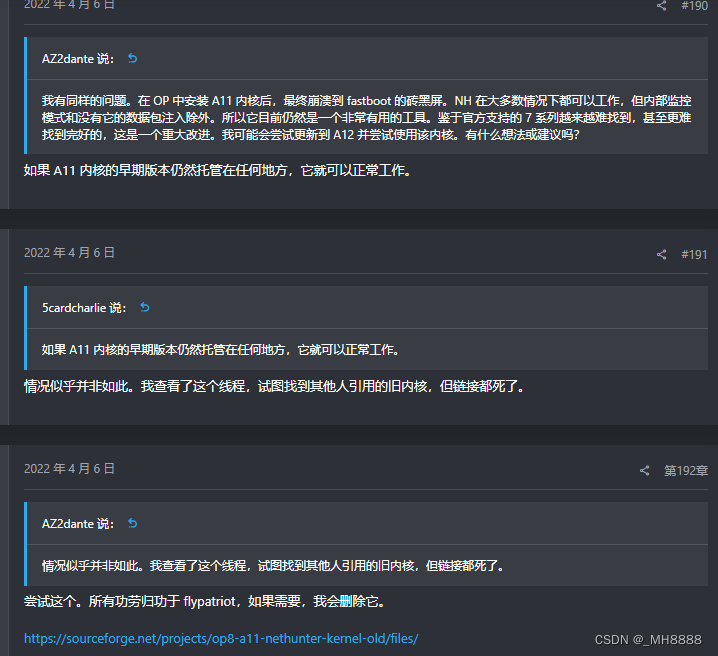 2022 年 4 月 6 日
#190
AZ2dante 说：
我有同样的问题。在 OP 中安装 A11 内核后，最终崩溃到 fastboot 的砖黑屏。NH 在大多数情况下都可以工作，但内部监控
模式和没有它的数据包注入除外。所以它目前仍然是一个非常有用的工具。鉴于官方支持的 7 系列越来越难找到，甚至更难
找到完好的，这是一个重大改进。我可能会尝试更新到 A12 并尝试使用该内核。有什么想法或建议吗？
如果 A11 内核的早期版本仍然托管在任何地方，它就可以正常工作。
2022 年 4 月 6 日
#191
5cardcharlie 说：
如果 A11 内核的早期版本仍然托管在任何地方，它就可以正常工作。
情况似乎并非如此。我查看了这个线程，试图找到其他人引用的旧内核，但链接都死了。
2022 年 4 月 6 日
第192章
AZ2dante 说：
情况似乎并非如此。我查看了这个线程，试图找到其他人引用的旧内核，但链接都死了。
尝试这个。所有功劳归功于 flypatriot，如果需要，我会删除它。
https://sourceforge.net/projects/op8-a11-nethunter-kernel-old/files/
CSDN @_MH8888